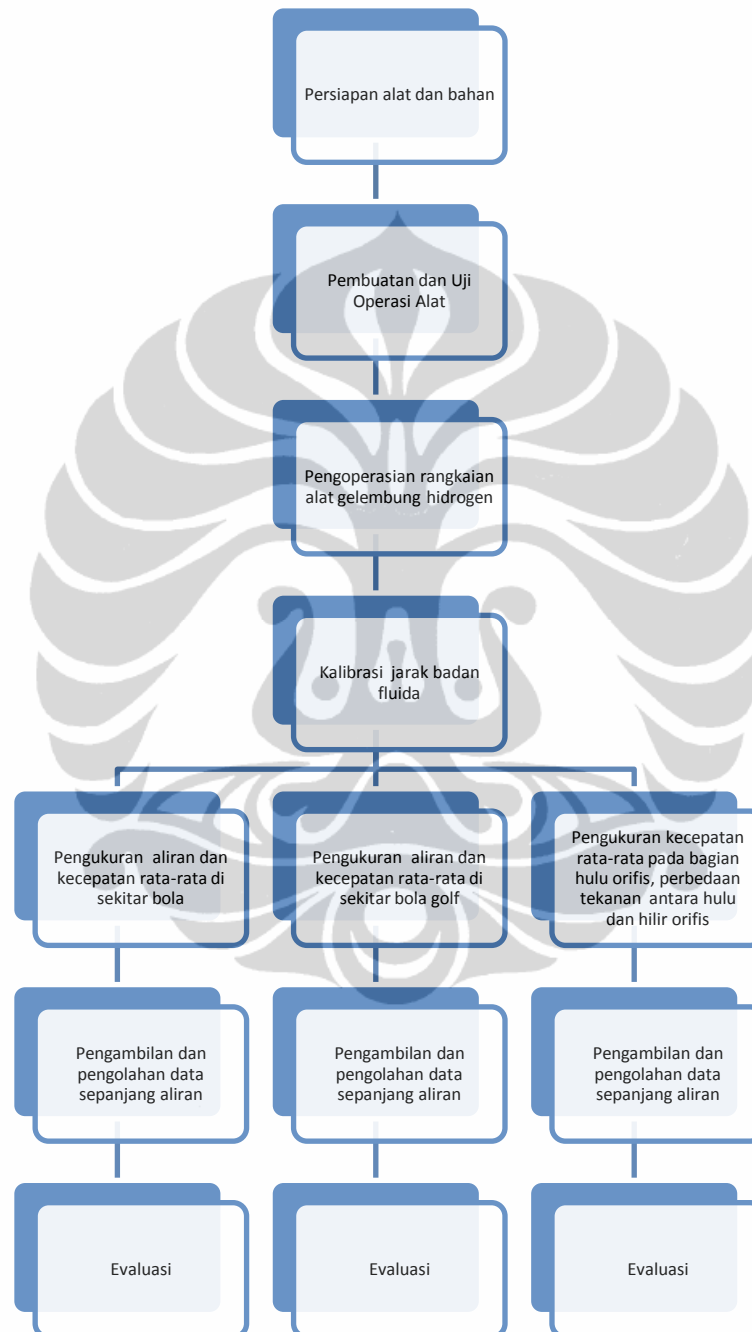 Persiapan alat dan bahan
Pembuatan dan Uji
Operasi Alat
Pengoperasian rangkaian
alat gelembung hidrogen
Kalibrasi jarak badan
fluida
Pengukuran aliran dan
kecepatan rata-rata di
sekitar bola
Pengukuran aliran dan
kecepatan rata-rata di
sekitar bola golf
Pengukuran kecepatan
rata-rata pada bagian
hulu orifis, perbedaan
tekanan antara hulu
dan hilir orifis
Pengambilan dan
pengolahan data
sepanjang aliran
Pengambilan dan
pengolahan data
sepanjang aliran
Pengambilan dan
pengolahan data
sepanjang aliran
Evaluasi
Evaluasi
Evaluasi